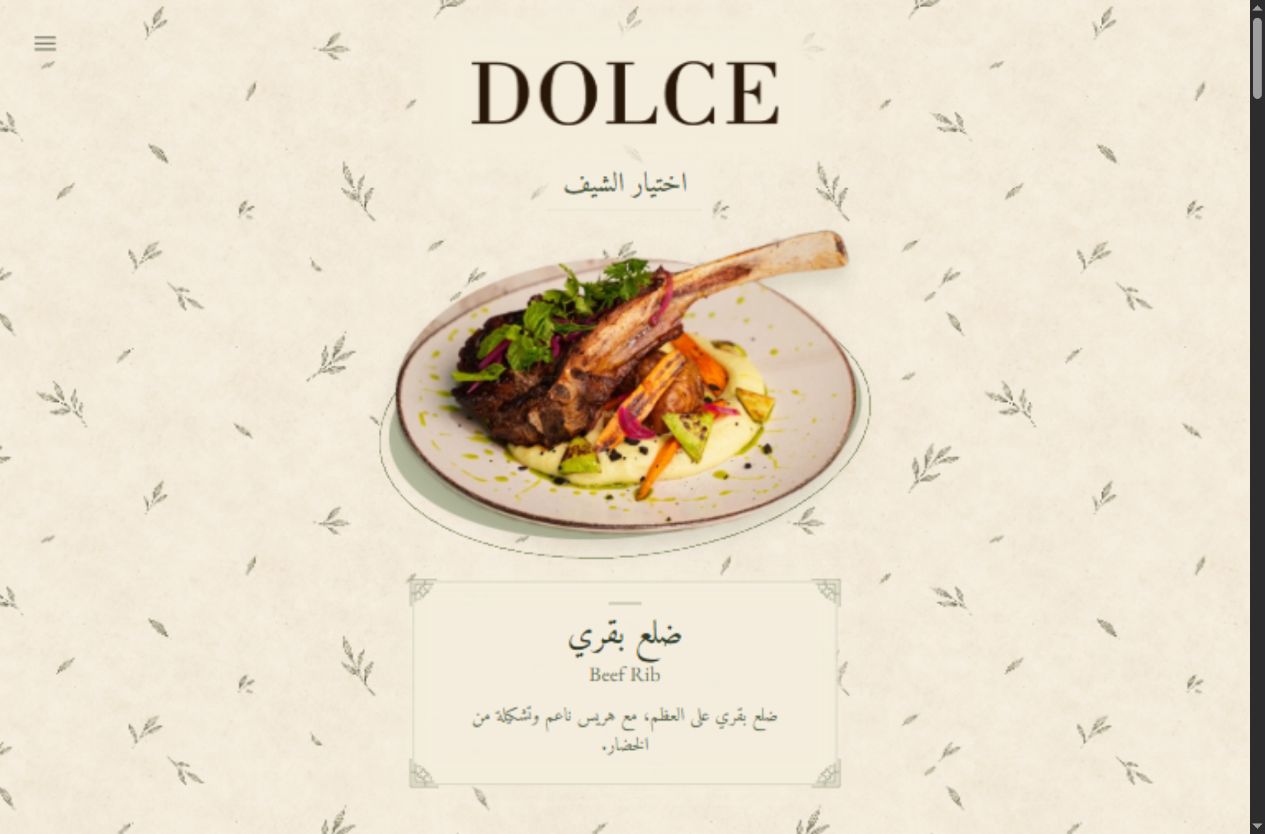 DOLCE
اختيار الشيف
ضلع بقري
Beef Rib
ضلع بقري على العظم، مع هريس ناعم وتشكيلة من
الخضار.